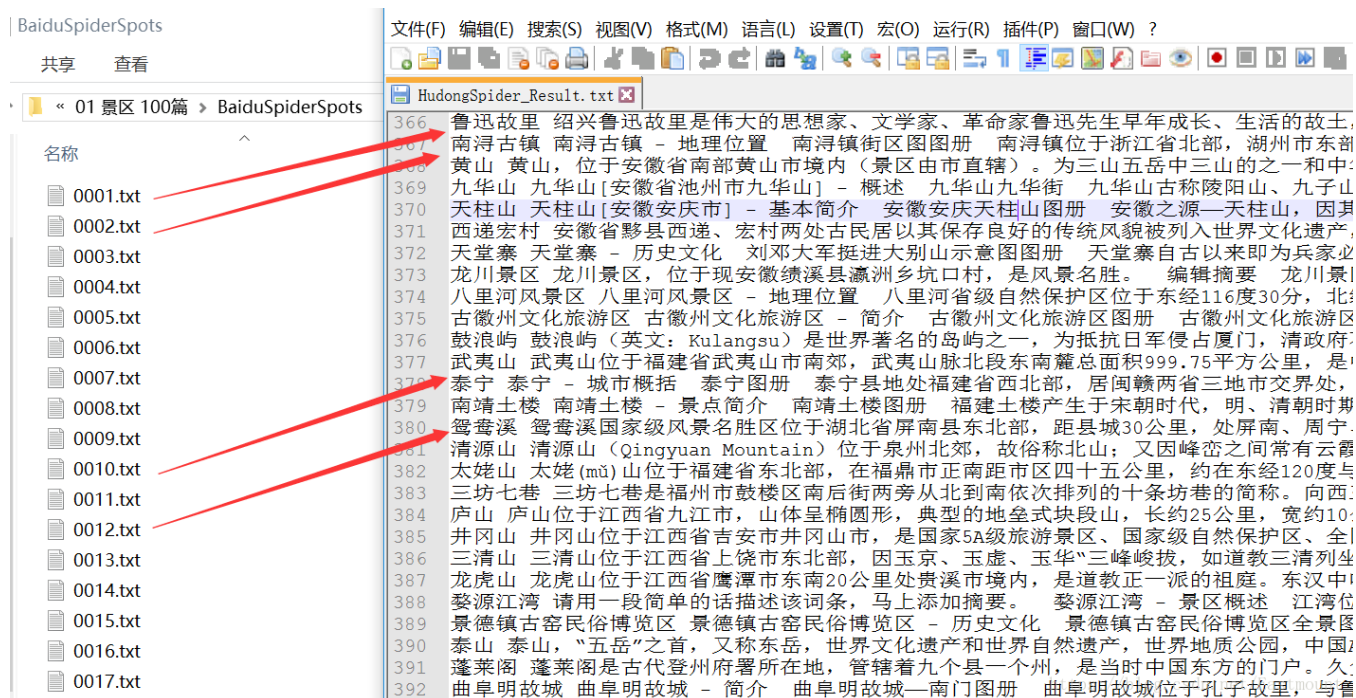 BaiduSpiderSpots
共享 查看
« 01 景区 100篇 › BaiduSpiderSpots
名称
0001.txt
0002.txt
0003.txt
0004.txt
0005.txt
0006.txt
0007.txt
0008.txt
0009.txt
0010.txt
0011.txt
0012.txt
0013.txt
0014.txt
0015.txt
0016.txt
0017.txt
文件(F) 编辑(E) 搜索(S) 视图(V) 格式(M) 语言(L) 设置(T) 宏(O) 运行(R) 插件(P) 窗口(W) ?
HudongSpider_Result.txt
366 鲁迅故里 绍兴鲁迅故里是伟大的思想家、文学家、革命家鲁迅先生早年成长、生活的故土,
367 南浔古镇 南浔古镇 - 地理位置 南浔镇街区图图册 南浔镇位于浙江省北部,湖州市东部
368 黄山 黄山,位于安徽省南部黄山市境内(景区由市直辖)。为三山五岳中三山的之一和中华
369 九华山 九华山[安徽省池州市九华山] - 概述 九华山九华街 九华山古称陵阳山、九子山
370 天柱山 天柱山[安徽安庆市] - 基本简介 安徽安庆天柱山图册 安徽之源—天柱山,因其
371 西递宏村 安徽省黟县西递、宏村两处古民居以其保存良好的传统风貌被列入世界文化遗产,
372 天堂寨 天堂寨 - 历史文化 刘邓大军挺进大别山示意图图册 天堂寨自古以来即为兵家必
373 龙川景区 龙川景区,位于现安徽绩溪县瀛洲乡坑口村,是风景名胜。 编辑摘要 龙川景区
374 八里河风景区 八里河风景区 - 地理位置 八里河省级自然保护区位于东经116度30分,北纬
375 古徽州文化旅游区 古徽州文化旅游区 - 简介 古徽州文化旅游区图册 古徽州文化旅游区
376 鼓浪屿 鼓浪屿(英文: Kulangsu)是世界著名的岛屿之一,为抵抗日军侵占厦门,清政府
377 武夷山 武夷山位于福建省武夷山市南郊,武夷山脉北段东南麓总面积999.75平方公里,是中
378 泰宁 泰宁 - 城市概括 泰宁图册 泰宁县地处福建省西北部,居闽赣两省三地市交界处,
379 南靖土楼 南靖土楼 - 景点简介 南靖土楼图册 福建土楼产生于宋朝时代,明、清朝时期
380 鸳鸯溪 鸳鸯溪国家级风景名胜区位于湖北省屏南县东北部,距县城30公里,处屏南、周宁
381 清源山 清源山(Qingyuan Mountain)位于泉州北郊,故俗称北山;又因峰峦之间常有云霞
382 太姥山 太姥(mǔ)山位于福建省东北部,在福鼎市正南距市区四十五公里,约在东经120度与
383 三坊七巷 三坊七巷是福州市鼓楼区南后街两旁从北到南依次排列的十条坊巷的简称。向西三
384 庐山 庐山位于江西省九江市,山体呈椭圆形,典型的地垒式块段山,长约25公里,宽约10公
385 井冈山 井冈山位于江西省吉安市井冈山市,是国家5A级旅游景区、国家级自然保护区、全国
386 三清山 三清山位于江西省上饶市东北部,因玉京、玉虚、玉华“三峰峻拔,如道教三清列坐
387 龙虎山 龙虎山位于江西省鹰潭市东南20公里处贵溪市境内,是道教正一派的祖庭。东汉中
388 婺源江湾 请用一段简单的话描述该词条,马上添加摘要。 婺源江湾 - 景区概述 江湾位
389 景德镇古窑民俗博览区 景德镇古窑民俗博览区 - 历史文化 景德镇古窑民俗博览区全景图
390 泰山 泰山,“五岳”之首,又称东岳,世界文化遗产和世界自然遗产,世界地质公园,中国
391 蓬莱阁 蓬莱阁是古代登州府署所在地,管辖着九个县一个州,是当时中国东方的门户。久
392 曲阜明故城 曲阜明故城 - 简介 曲阜明故城—南门图册 曲阜明故城位于孔子故里